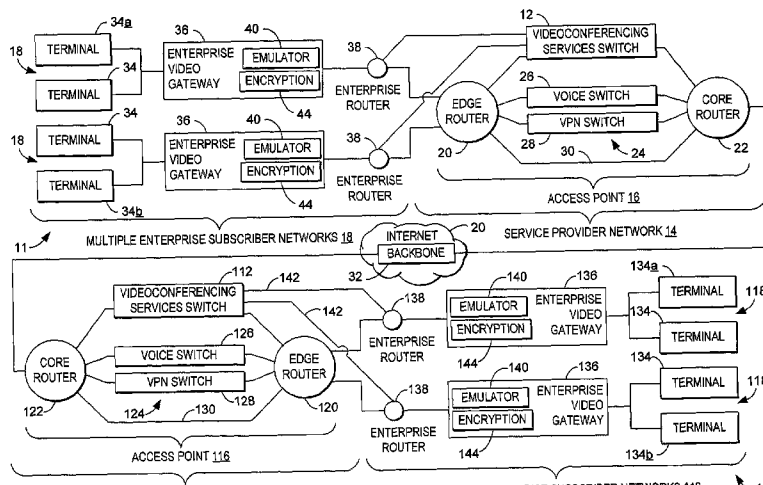 34a
36
40
38
12
18
TERMINAL
ENTERPRISE
VIDEO
GATEWAY
EMULATOR
ENCRYPTION
VIDEOCONFERENCING
SERVICES SWITCH
34
TERMINAL
44
ENTERPRISE
ROUTER
26
VOICE SWITCH
EDGE
ROUTER
CORE
ROUTER
34
36
40
38
28
VPN SWITCH
18
TERMINAL
ENTERPRISE
VIDEO
GATEWAY
EMULATOR
ENCRYPTION
20
30
24
22
TERMINAL
44
ENTERPRISE
ROUTER
34b
ACCESS POINT 16
11
MULTIPLE ENTERPRISE SUBSCRIBER NETWORKS 18
SERVICE PROVIDER NETWORK 14
INTERNET
20
BACKBONE
32
112
142
VIDEOCONFERENCING
SERVICES SWITCH
142
138
140
136
134a
EMULATOR
ENCRYPTION
ENTERPRISE
VIDEO
GATEWAY
TERMINAL
118
126
VOICE SWITCH
ENTERPRISE
ROUTER
144
134
TERMINAL
CORE
ROUTER
EDGE
ROUTER
VPN SWITCH
128
138
140
136
134
TERMINAL
118
122
124
130
120
EMULATOR
ENCRYPTION
ENTERPRISE
VIDEO
GATEWAY
ENTERPRISE
ROUTER
144
TERMINAL
134b
ACCESS POINT 116